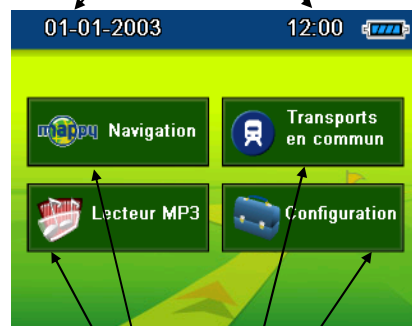 01-01-2003 12:00
mappy Navigation
Transports
en commun
Lecteur MP3
Configuration